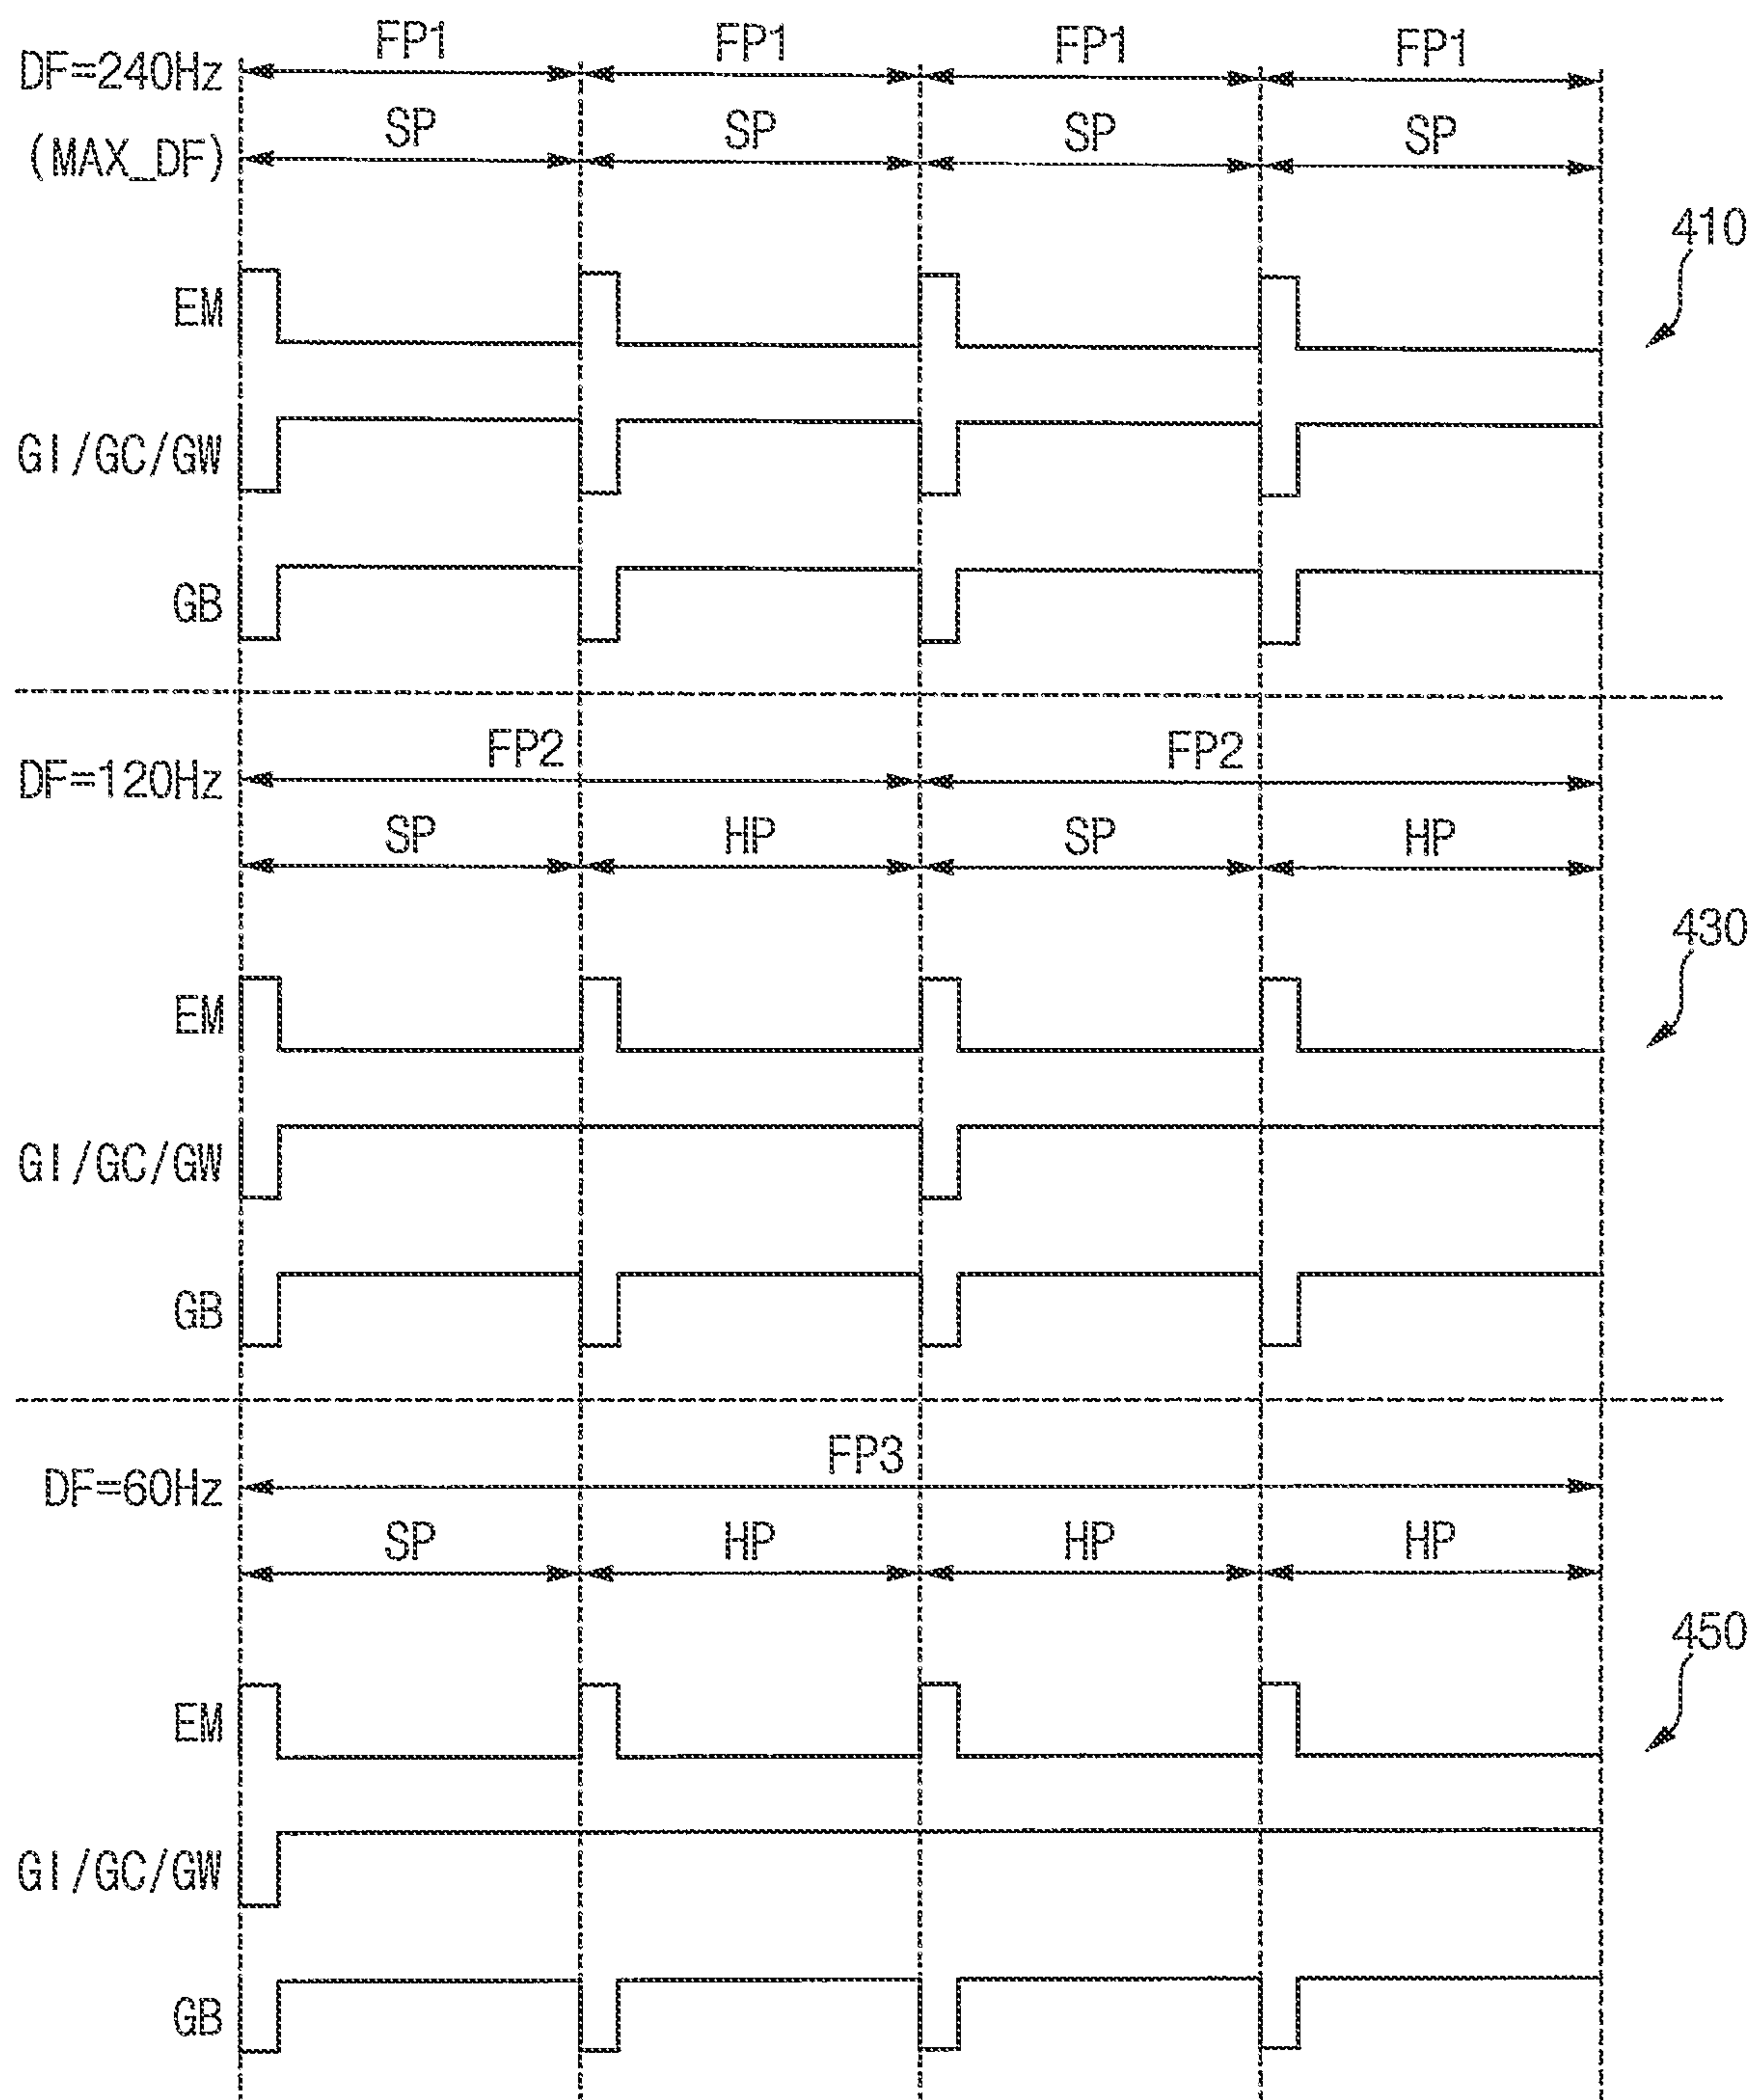 DF=240Hz FP1 FP1 FP1 FP1
(MAX_DF) SP SP SP SP
410
EM
GI/GC/GW
GB
DF=120Hz FP2 FP2
SP HP SP HP
430
EM
GI/GC/GW
GB
DF=60Hz FP3
SP HP HP HP
450
EM
GI/GC/GW
GB